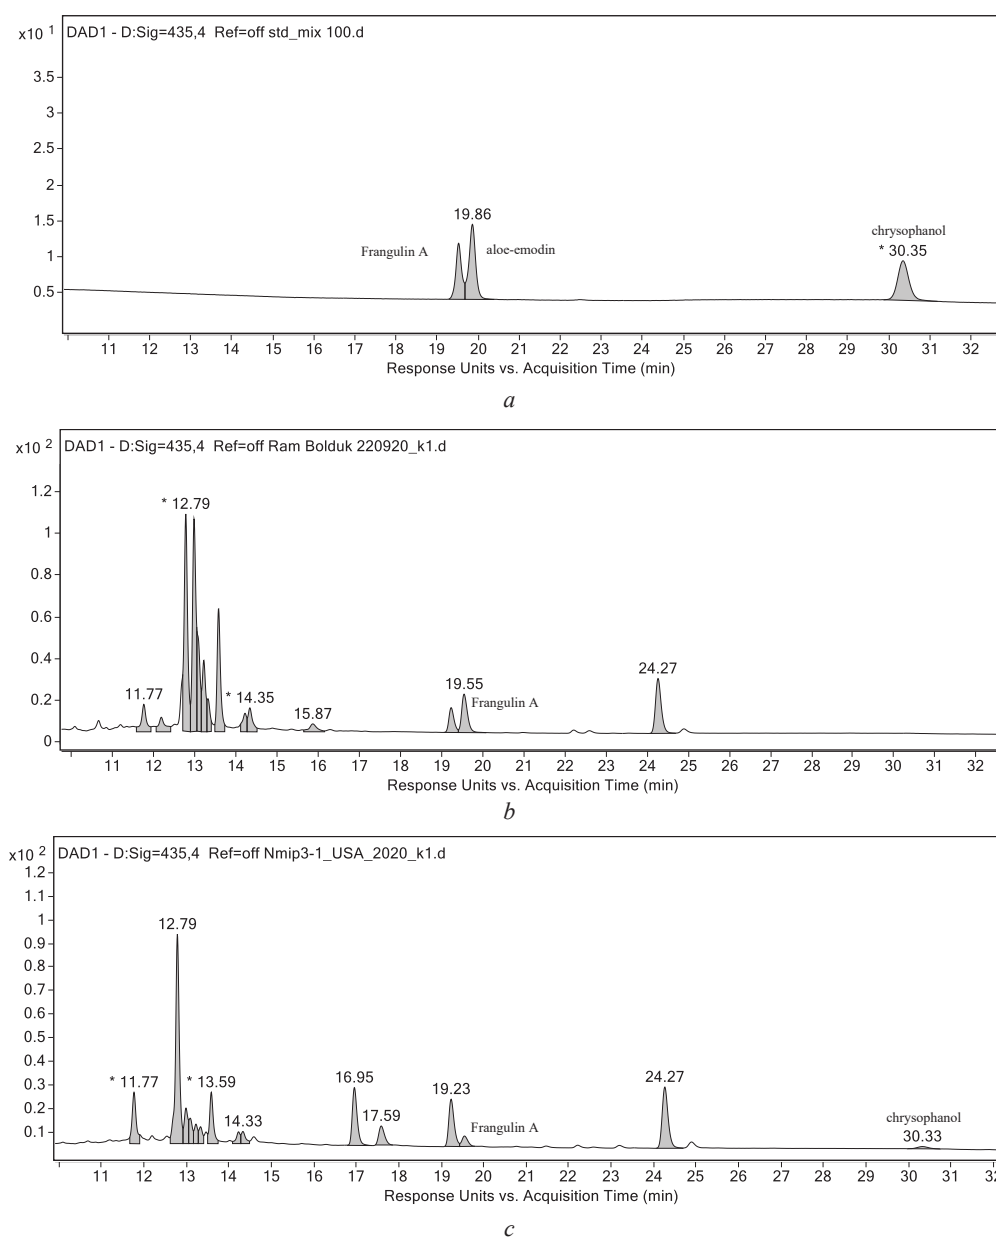 x10 1
DAD1 - D:Sig=435,4 Ref=off std_mix 100.d
3.5
3
2.5
2
1.5
1
0.5
19.86
Frangulin A
aloe-emodin
chrysophanol
* 30.35
11 12 13 14 15 16 17 18 19 20 21 22 23 24 25 26 27 28 29 30 31 32
Response Units vs. Acquisition Time (min)
a
x10 2
DAD1 - D:Sig=435,4 Ref=off Ram Bolduk 220920_k1.d
1.2
1
0.8
0.6
0.4
0.2
0
* 12.79
11.77
* 14.35
15.87
19.55
Frangulin A
24.27
11 12 13 14 15 16 17 18 19 20 21 22 23 24 25 26 27 28 29 30 31 32
Response Units vs. Acquisition Time (min)
b
x10 2
DAD1 - D:Sig=435,4 Ref=off Nmip3-1_USA_2020_k1.d
1.2
1.1
1
0.9
0.8
0.7
0.6
0.5
0.4
0.3
0.2
0.1
12.79
* 11.77
* 13.59
14.33
16.95
17.59
19.23
Frangulin A
24.27
chrysophanol
30.33
11 12 13 14 15 16 17 18 19 20 21 22 23 24 25 26 27 28 29 30 31 32
Response Units vs. Acquisition Time (min)
c